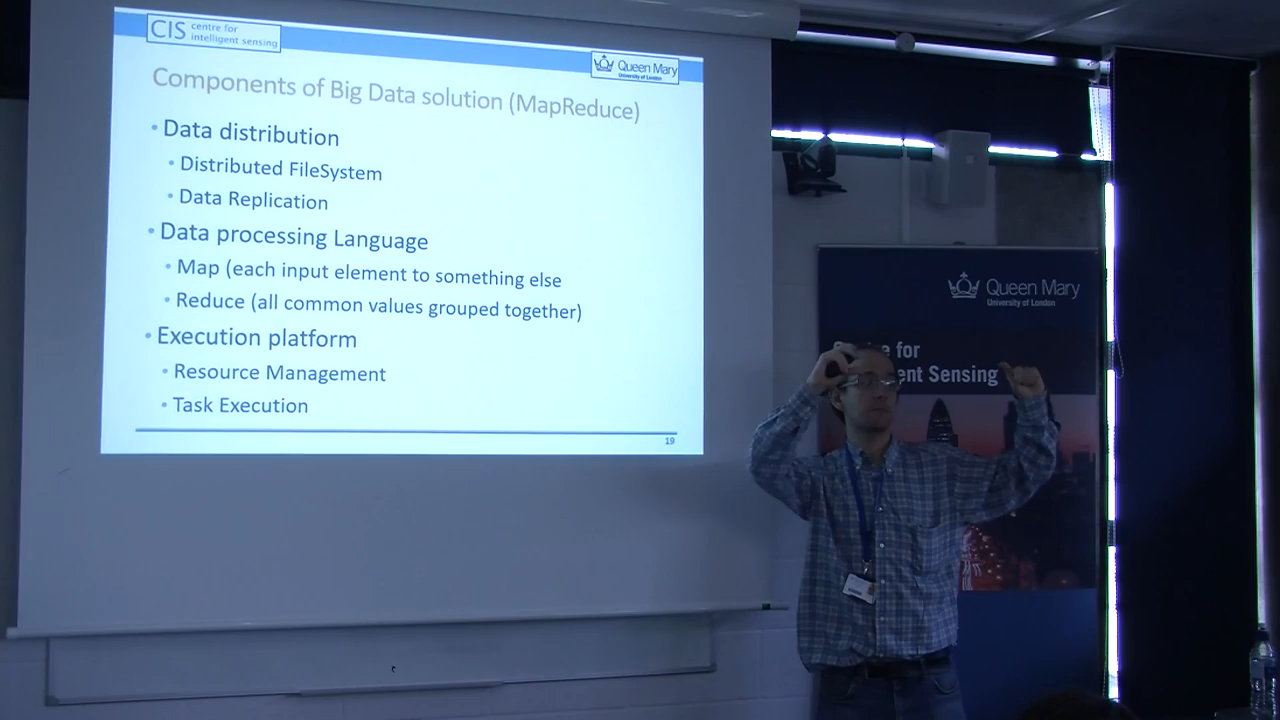 CIS centre for
intelligent sensing
Queen Mary
University of London
Components of Big Data solution (MapReduce)
• Data distribution
• Distributed FileSystem
• Data Replication
• Data processing Language
• Map (each input element to something else
• Reduce (all common values grouped together)
• Execution platform
• Resource Management
• Task Execution
19
Queen Mary
University of London
for
ent Sensing